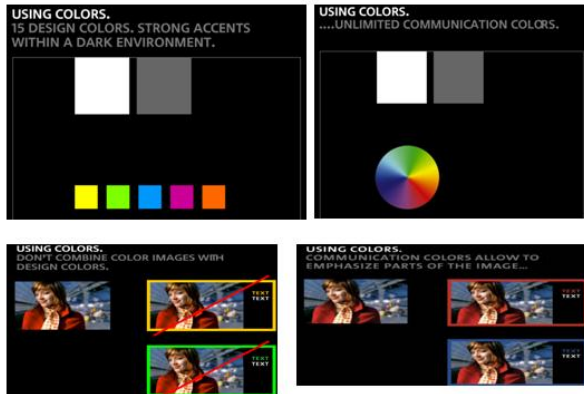 USING COLORS.
15 DESIGN COLORS. STRONG ACCENTS
WITHIN A DARK ENVIRONMENT.
USING COLORS.
....UNLIMITED COMMUNICATION COLORS.
USING COLORS.
DON'T COMBINE COLOR IMAGES WITH
DESIGN COLORS.
TEXT
TEXT
TEXT
TEXT
USING COLORS.
COMMUNICATION COLORS ALLOW TO
EMPHASIZE PARTS OF THE IMAGE...
TEXT
TEXT
TEXT
TEXT